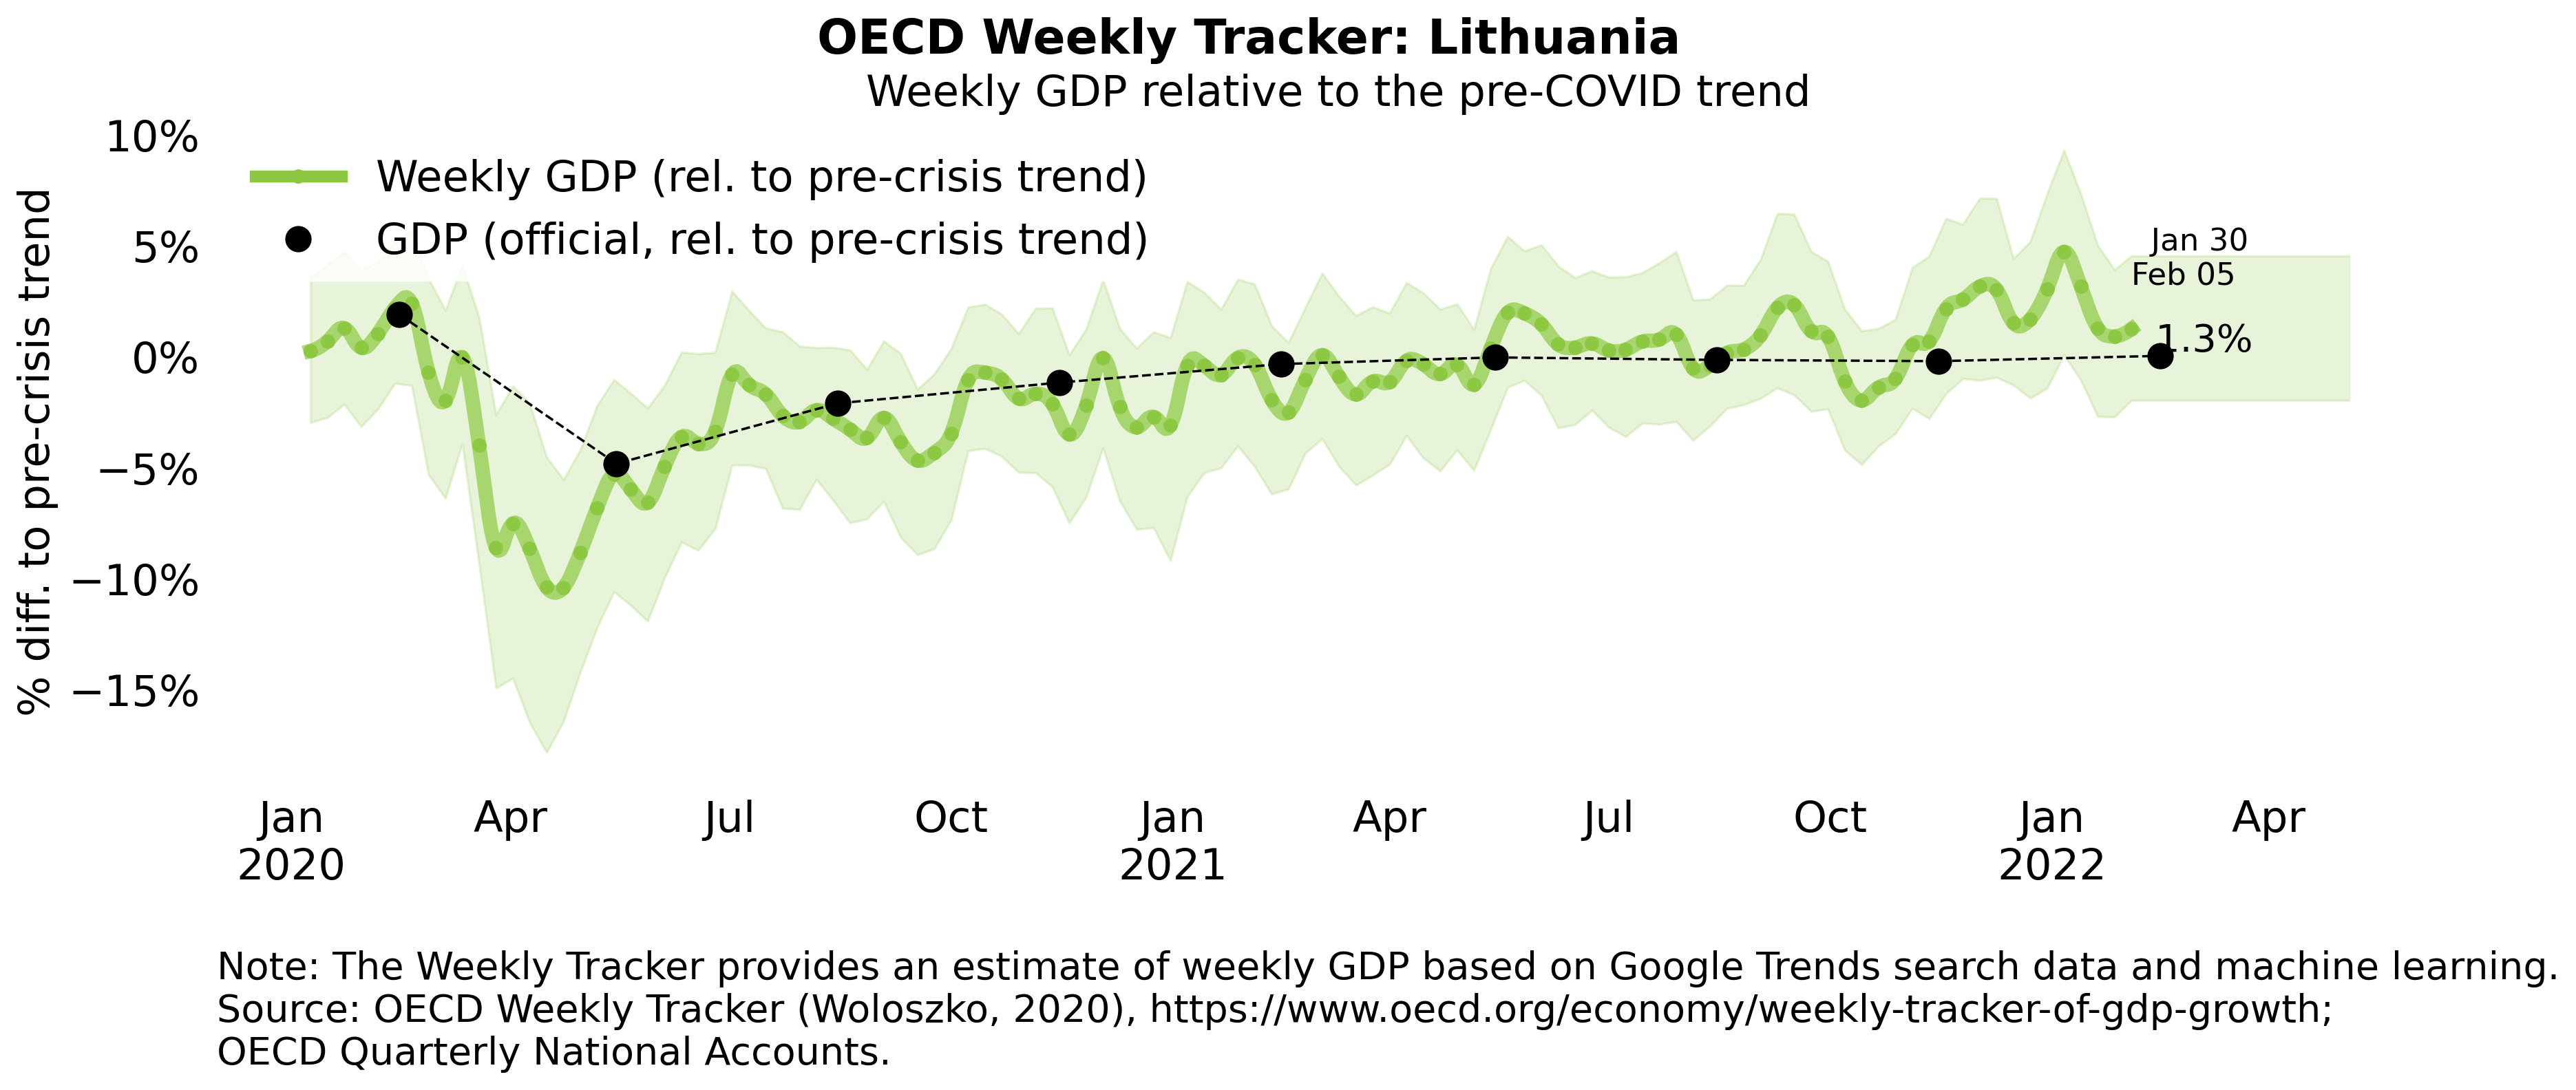 OECD Weekly Tracker: Lithuania
Weekly GDP relative to the pre-COVID trend
% diff. to pre-crisis trend
10%
5%
0%
−5%
−10%
−15%
Weekly GDP (rel. to pre-crisis trend)
GDP (official, rel. to pre-crisis trend)
Jan 30
Feb 05
1.3%
Jan Apr Jul Oct Jan Apr Jul Oct Jan Apr
2020 2021 2022
Note: The Weekly Tracker provides an estimate of weekly GDP based on Google Trends search data and machine learning.
Source: OECD Weekly Tracker (Woloszko, 2020), https://www.oecd.org/economy/weekly-tracker-of-gdp-growth;
OECD Quarterly National Accounts.